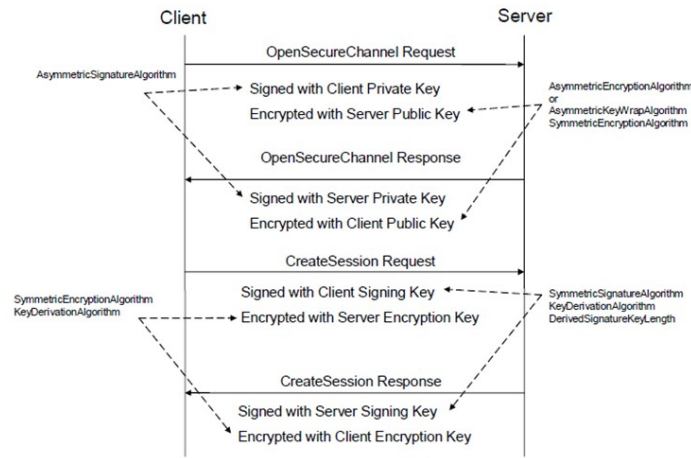 Client
Server
OpenSecureChannel Request
AsymmetricSignatureAlgorithm
Signed with Client Private Key
Encrypted with Server Public Key
AsymmetricEncryptionAlgorithm
or
AsymmetricKeyWrapAlgorithm
SymmetricEncryptionAlgorithm
OpenSecureChannel Response
Signed with Server Private Key
Encrypted with Client Public Key
CreateSession Request
Signed with Client Signing Key
Encrypted with Server Encryption Key
SymmetricEncryptionAlgorithm
KeyDerivationAlgorithm
SymmetricSignatureAlgorithm
KeyDerivationAlgorithm
DerivedSignatureKeyLength
CreateSession Response
Signed with Server Signing Key
Encrypted with Client Encryption Key